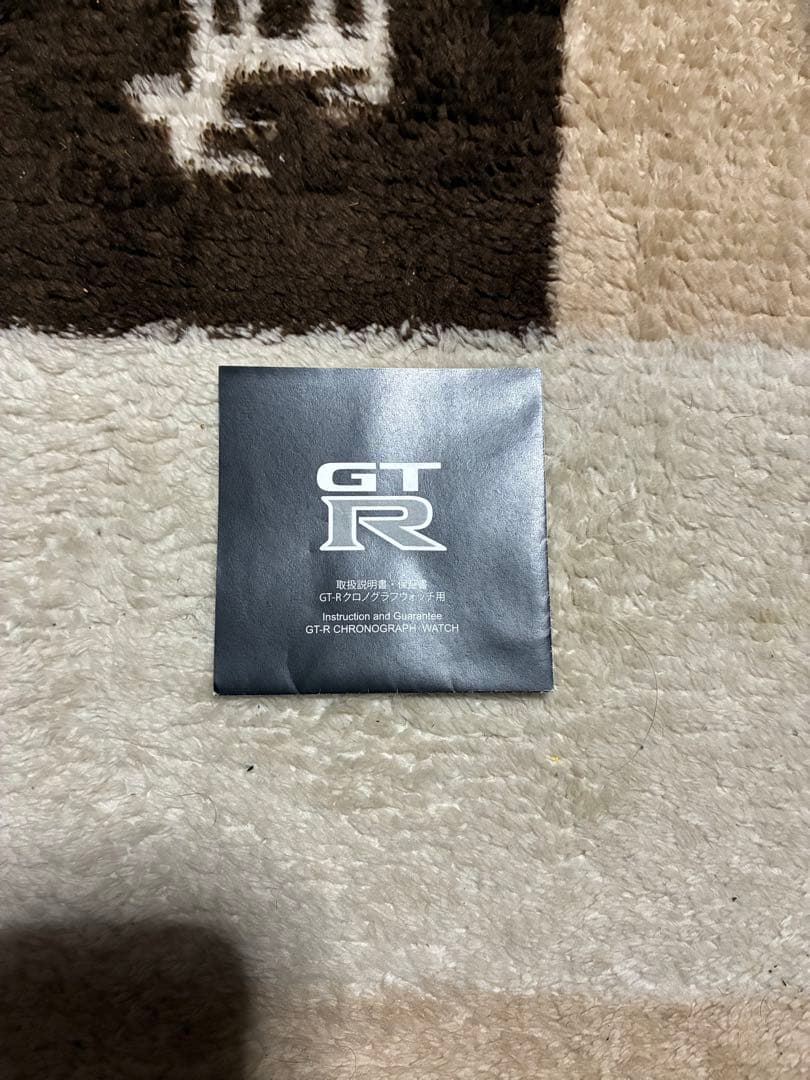 GT
R
取扱説明書・保証書
GT-Rクロノグラフウォッチ用
Instruction and Guarantee
GT-R CHRONOGRAPH WATCH